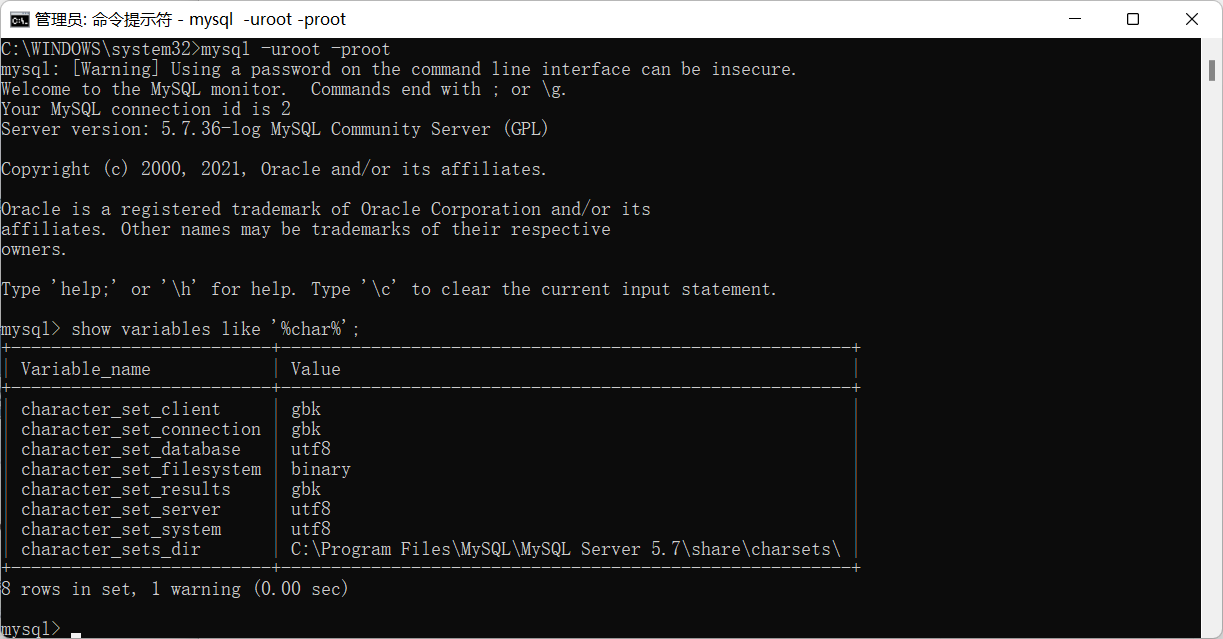 管理员: 命令提示符 - mysql  -uroot -proot
C:\WINDOWS\system32>mysql -uroot -proot
mysql: [Warning] Using a password on the command line interface can be insecure.
Welcome to the MySQL monitor.  Commands end with ; or \g.
Your MySQL connection id is 2
Server version: 5.7.36-log MySQL Community Server (GPL)

Copyright (c) 2000, 2021, Oracle and/or its affiliates.

Oracle is a registered trademark of Oracle Corporation and/or its
affiliates. Other names may be trademarks of their respective
owners.

Type 'help;' or '\h' for help. Type '\c' to clear the current input statement.

mysql> show variables like '%char%';
+--------------------------+---------------------------------------------------------+
| Variable_name            | Value                                                   |
+--------------------------+---------------------------------------------------------+
| character_set_client     | gbk                                                     |
| character_set_connection | gbk                                                     |
| character_set_database   | utf8                                                    |
| character_set_filesystem | binary                                                  |
| character_set_results    | gbk                                                     |
| character_set_server     | utf8                                                    |
| character_set_system     | utf8                                                    |
| character_sets_dir       | C:\Program Files\MySQL\MySQL Server 5.7\share\charsets\ |
+--------------------------+---------------------------------------------------------+
8 rows in set, 1 warning (0.00 sec)

mysql>